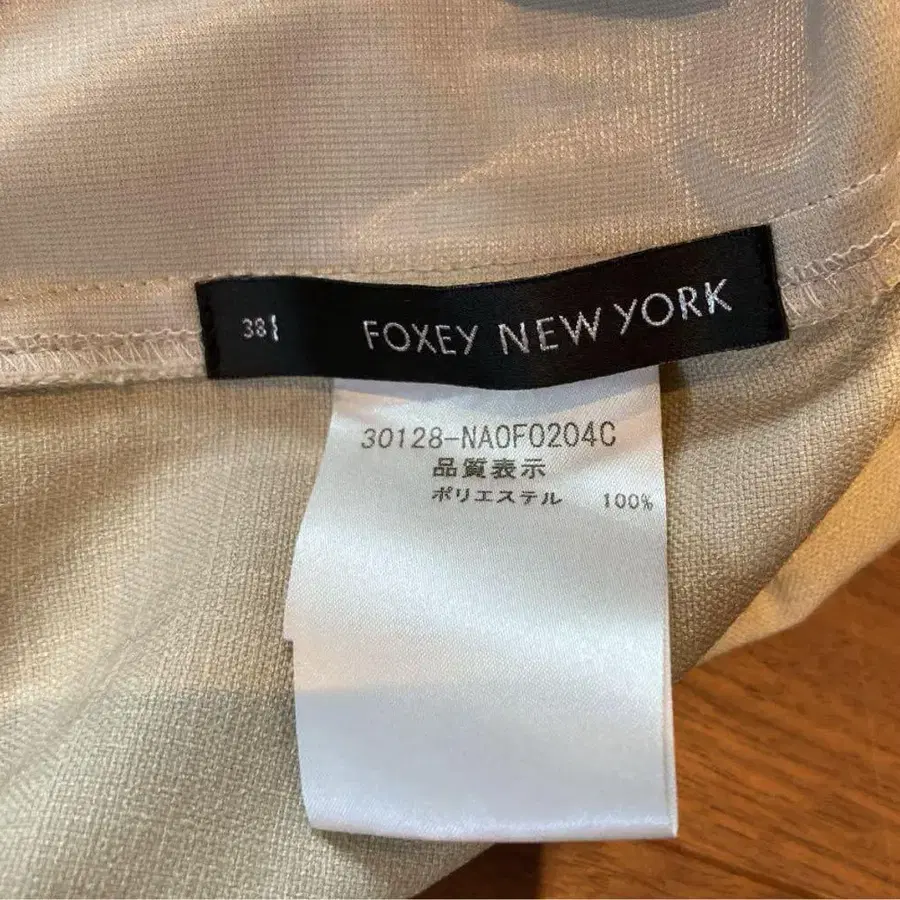 38
FOXEY NEW YORK
30128-NA0F0204C
品質表示
ポリエステル 100%